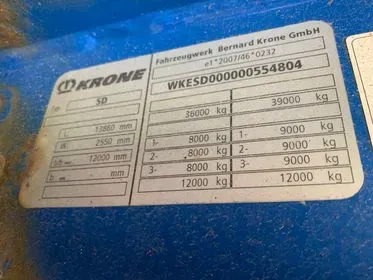 KRONE
Fahrzeugwerk Bernard Krone GmbH
e1*2007/46*0232
WKESD000000554804
SD
L: 13860 mm
W: 2550 mm
12000 mm
b: - mm
36000 kg 39000 kg
1- 8000 kg 1- 9000 kg
2- 8000 kg 2- 9000 kg
3- 8000 kg 3- 9000 kg
12000 kg 12000 kg